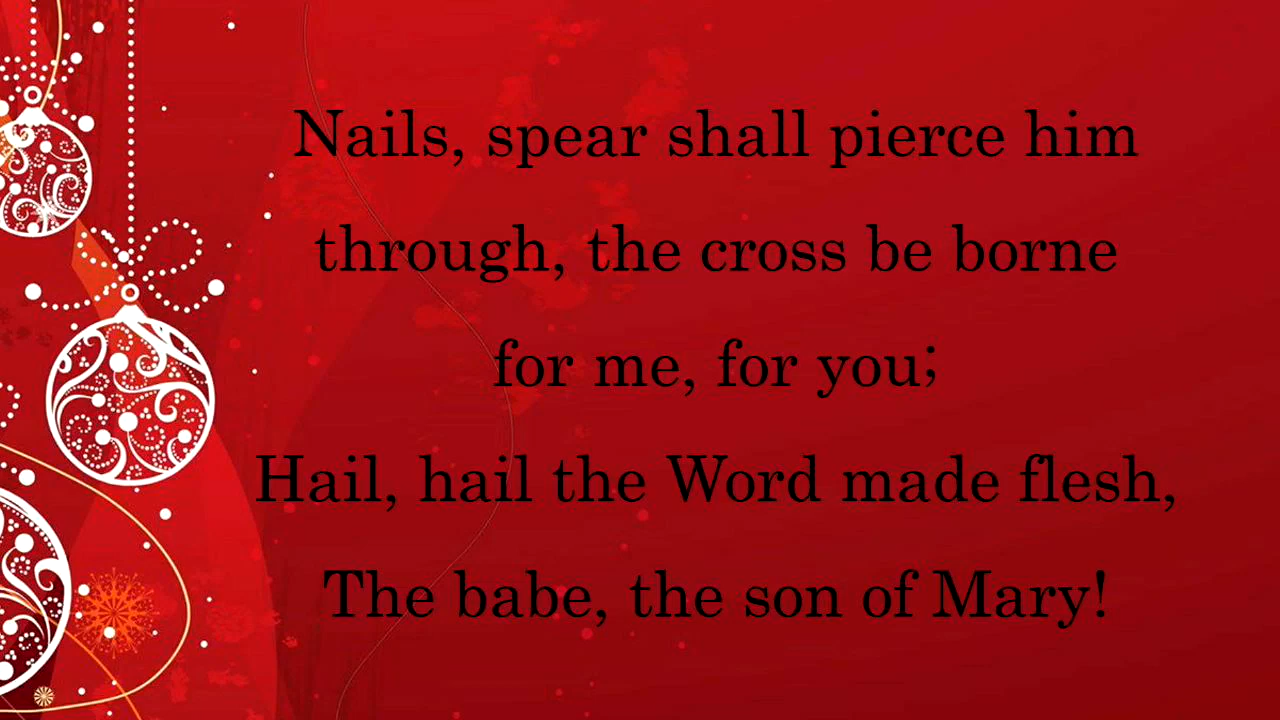 Nails, spear shall pierce him
through, the cross be borne
for me, for you;
Hail, hail the Word made flesh,
The babe, the son of Mary!